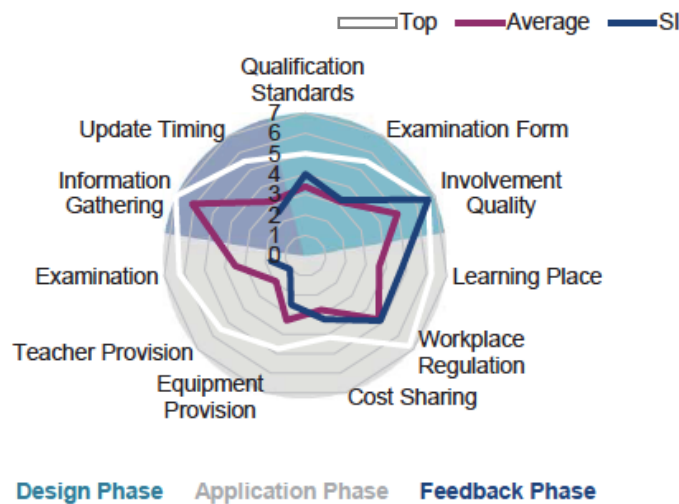 Top Average SI
Qualification
Standards
Update Timing
Examination Form
Information
Gathering
Involvement
Quality
Examination
Learning Place
Teacher Provision
Workplace
Regulation
Equipment
Provision
Cost Sharing
7
6
5
4
3
2
1
0
Design Phase Application Phase Feedback Phase